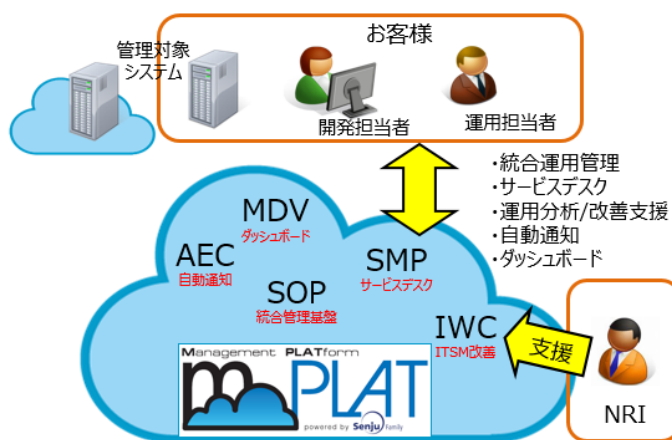 お客様
管理対象
システム
開発担当者
運用担当者
・統合運用管理
・サービスデスク
・運用分析/改善支援
・自動通知
・ダッシュボード
MDV
ダッシュボード
AEC
自動通知
SMP
サービスデスク
SOP
統合管理基盤
IWC
ITSM改善
支援
NRI
Management PLATform
mPLAT
powered by Senju Family